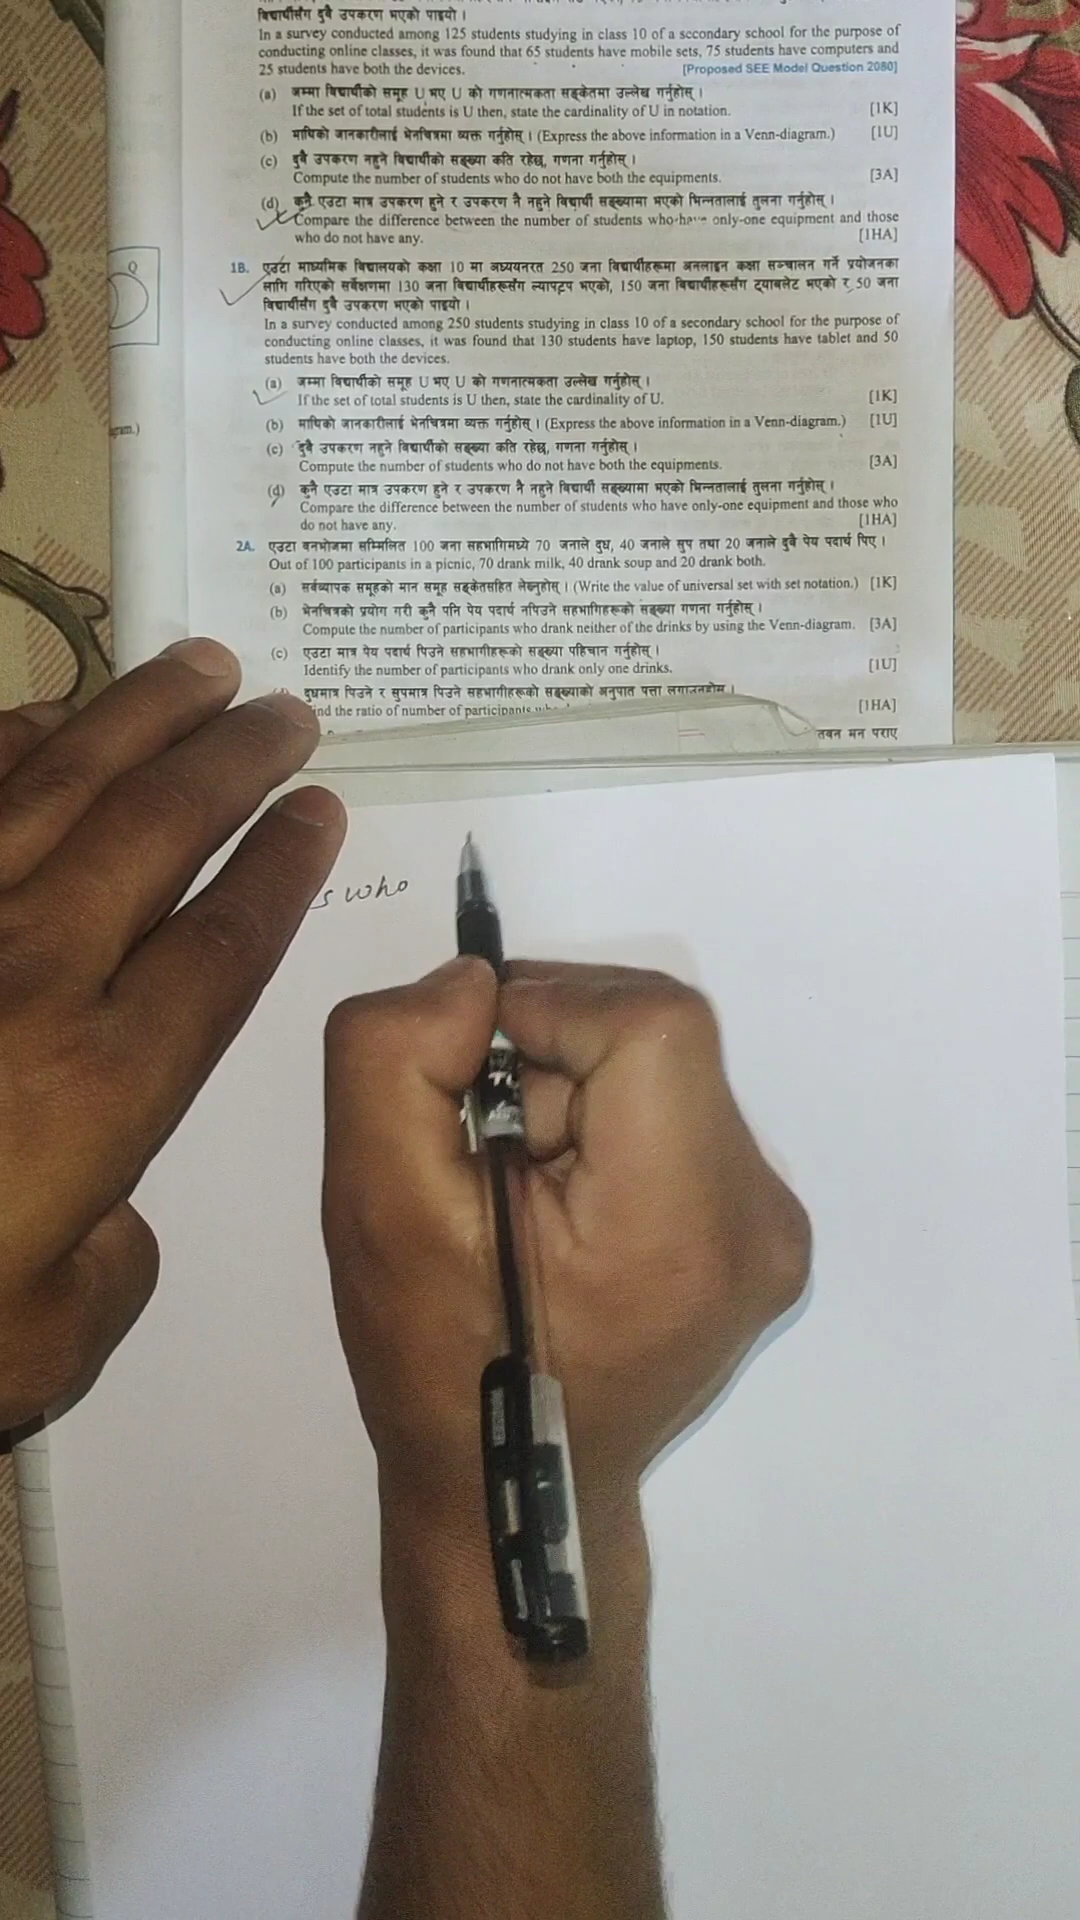 विद्यार्थीसँग दुवै उपकरण भएको पाइयो ।
In a survey conducted among 125 students studying in class 10 of a secondary school for the purpose of
conducting online classes, it was found that 65 students have mobile sets, 75 students have computers and
25 students have both the devices. [Proposed SEE Model Question 2080]
(a) जम्मा विद्यार्थीको समूह U भए U को गणनात्मकता सङ्केतमा उल्लेख गर्नुहोस् ।
If the set of total students is U then, state the cardinality of U in notation. [1K]
(b) माथिको जानकारीलाई भेनचित्रमा व्यक्त गर्नुहोस् । (Express the above information in a Venn-diagram.) [1U]
(c) दुवै उपकरण नहुने विद्यार्थीको सङ्ख्या कति रहेछ, गणना गर्नुहोस् ।
Compute the number of students who do not have both the equipments. [3A]
(d) कुनै एउटा मात्र उपकरण हुने र उपकरण नै नहुने विद्यार्थी सङ्ख्यामा भएको भिन्नतालाई तुलना गर्नुहोस् ।
Compare the difference between the number of students who have only-one equipment and those
who do not have any. [1HA]
Q
1B. एउटा माध्यमिक विद्यालयको कक्षा 10 मा अध्ययनरत 250 जना विद्यार्थीहरूमा अनलाइन कक्षा सञ्चालन गर्ने प्रयोजनका
लागि गरिएको सर्वेक्षणमा 130 जना विद्यार्थीहरूसँग ल्यापटप भएको, 150 जना विद्यार्थीहरूसँग ट्याबलेट भएको र 50 जना
विद्यार्थीसँग दुवै उपकरण भएको पाइयो ।
In a survey conducted among 250 students studying in class 10 of a secondary school for the purpose of
conducting online classes, it was found that 130 students have laptop, 150 students have tablet and 50
students have both the devices.
(a) जम्मा विद्यार्थीको समूह U भए U को गणनात्मकता उल्लेख गर्नुहोस् ।
If the set of total students is U then, state the cardinality of U. [1K]
(b) माथिको जानकारीलाई भेनचित्रमा व्यक्त गर्नुहोस् । (Express the above information in a Venn-diagram.) [1U]
(c) दुवै उपकरण नहुने विद्यार्थीको सङ्ख्या कति रहेछ, गणना गर्नुहोस् ।
Compute the number of students who do not have both the equipments. [3A]
(d) कुनै एउटा मात्र उपकरण हुने र उपकरण नै नहुने विद्यार्थी सङ्ख्यामा भएको भिन्नतालाई तुलना गर्नुहोस् ।
Compare the difference between the number of students who have only-one equipment and those who
do not have any. [1HA]
2A. एउटा वनभोजमा सम्मिलित 100 जना सहभागिमध्ये 70 जनाले दुध, 40 जनाले सुप तथा 20 जनाले दुवै पेय पदार्थ पिए ।
Out of 100 participants in a picnic, 70 drank milk, 40 drank soup and 20 drank both.
(a) सर्वव्यापक समूहको मान समूह सङ्केतसहित लेख्नुहोस् । (Write the value of universal set with set notation.) [1K]
(b) भेनचित्रको प्रयोग गरी कुनै पनि पेय पदार्थ नपिउने सहभागिहरूको सङ्ख्या गणना गर्नुहोस् ।
Compute the number of participants who drank neither of the drinks by using the Venn-diagram. [3A]
(c) एउटा मात्र पेय पदार्थ पिउने सहभागीहरूको सङ्ख्या पहिचान गर्नुहोस् ।
Identify the number of participants who drank only one drinks. [1U]
दुधमात्र पिउने र सुपमात्र पिउने सहभागीहरूको सङ्ख्याको अनुपात पत्ता लगाउनुहोस् ।
ind the ratio of number of participants [1HA]
मन पराए
s who